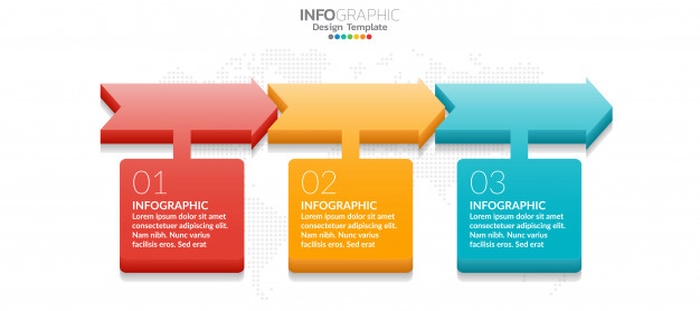 INFOGRAPHIC
Design Template
01
INFOGRAPHIC
Lorem ipsum dolor sit amet
consectetuer adipiscing elit.
Nam nibh. Nunc varius
facilisis eros. Sed erat
02
INFOGRAPHIC
Lorem ipsum dolor sit amet
consectetuer adipiscing elit.
Nam nibh. Nunc varius
facilisis eros. Sed erat
03
INFOGRAPHIC
Lorem ipsum dolor sit amet
consectetuer adipiscing elit.
Nam nibh. Nunc varius
facilisis eros. Sed erat